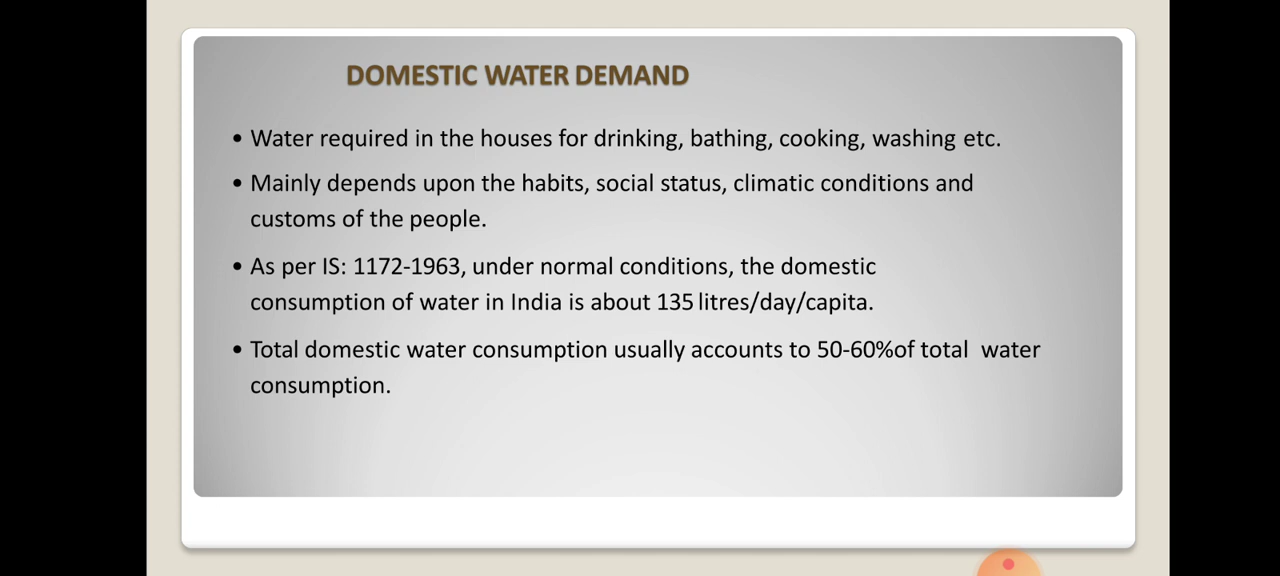 DOMESTIC WATER DEMAND
• Water required in the houses for drinking, bathing, cooking, washing etc.
• Mainly depends upon the habits, social status, climatic conditions and
customs of the people.
• As per IS: 1172-1963, under normal conditions, the domestic
consumption of water in India is about 135 litres/day/capita.
• Total domestic water consumption usually accounts to 50-60%of total water
consumption.